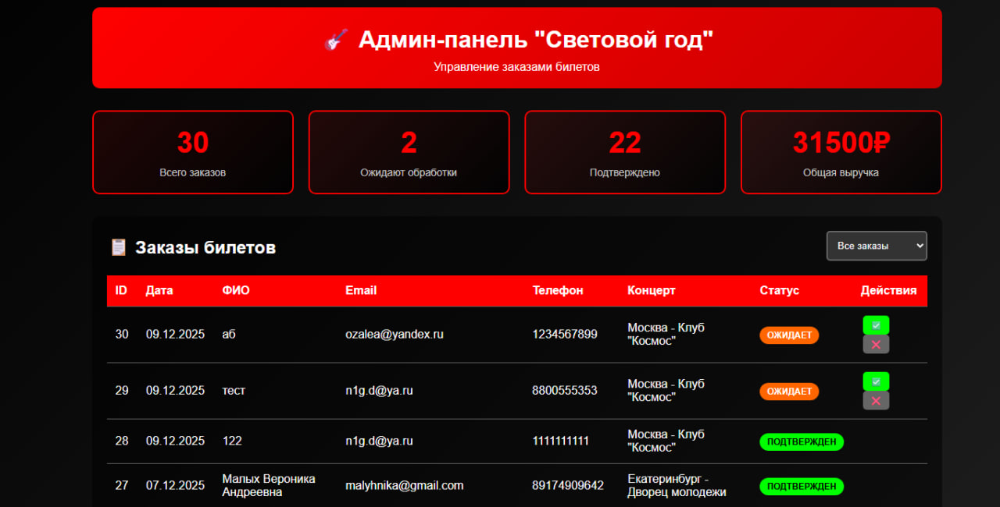 Админ-панель "Световой год"
Управление заказами билетов
30
Всего заказов
2
Ожидают обработки
22
Подтверждено
31500₽
Общая выручка
Заказы билетов
Все заказы
ID Дата ФИО Email Телефон Концерт Статус Действия
30 09.12.2025 аб ozalea@yandex.ru 1234567899 Москва - Клуб "Космос" ОЖИДАЕТ
29 09.12.2025 тест n1g.d@ya.ru 8800555353 Москва - Клуб "Космос" ОЖИДАЕТ
28 09.12.2025 122 n1g.d@ya.ru 1111111111 Москва - Клуб "Космос" ПОДТВЕРЖДЕН
27 07.12.2025 Малых Вероника Андреевна malyhnika@gmail.com 89174909642 Екатеринбург - Дворец молодежи ПОДТВЕРЖДЕН